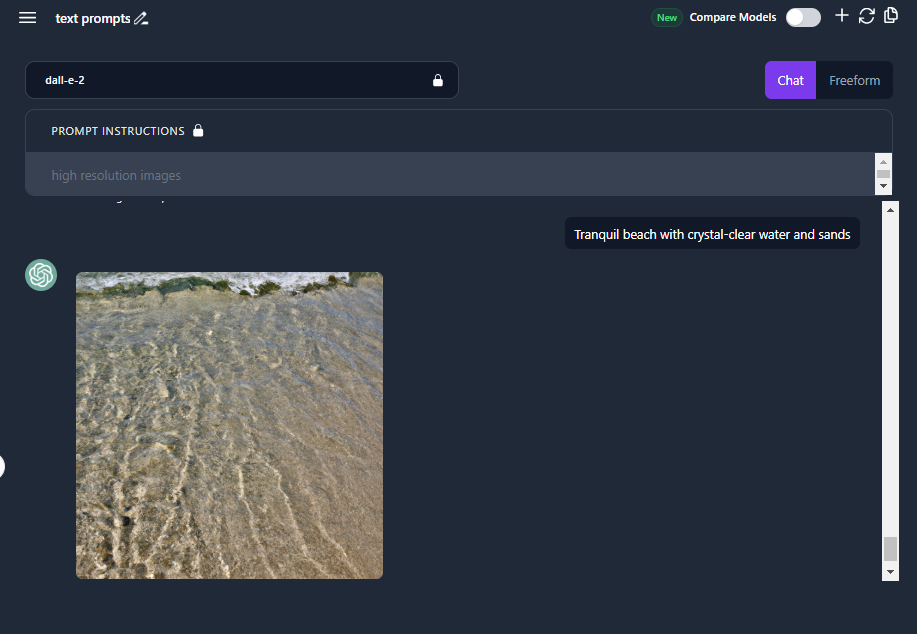 text prompts
New
Compare Models
dall-e-2
Chat
Freeform
PROMPT INSTRUCTIONS
high resolution images
Tranquil beach with crystal-clear water and sands